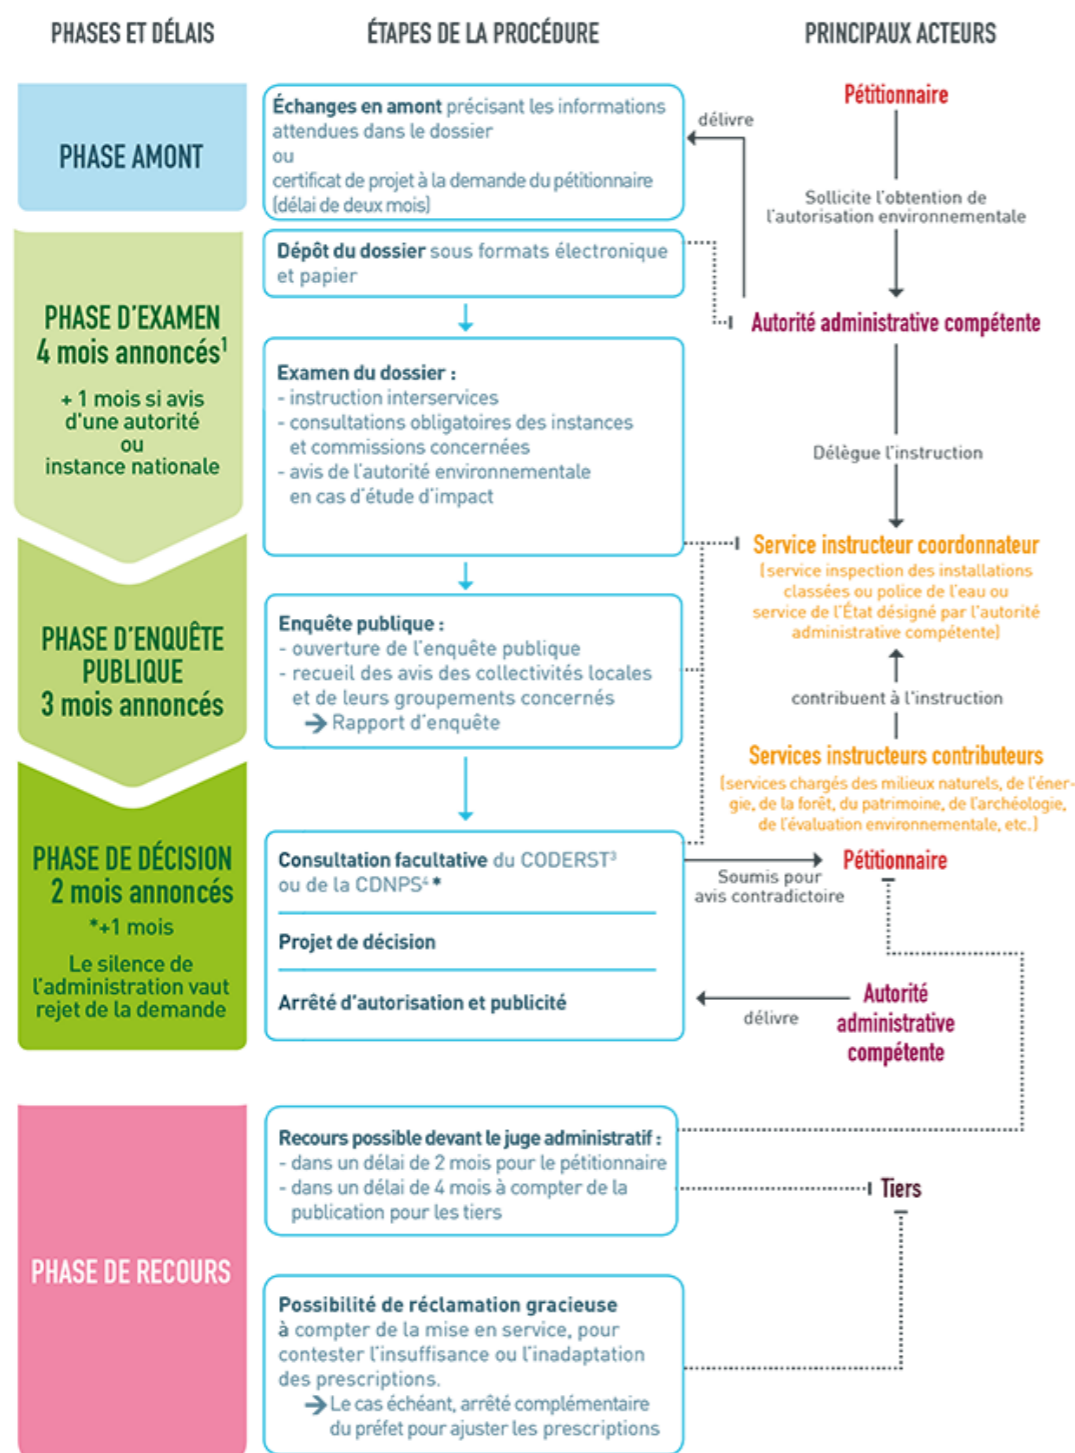 PHASES ET DÉLAIS
ÉTAPES DE LA PROCÉDURE
PRINCIPAUX ACTEURS
PHASE AMONT
Échanges en amont précisant les informations
attendues dans le dossier
ou
certificat de projet à la demande du pétitionnaire
(délai de deux mois)
délivre
Pétitionnaire
Sollicite l'obtention de
l'autorisation environnementale
PHASE D'EXAMEN
4 mois annoncés¹
+ 1 mois si avis
d'une autorité
ou
instance nationale
Dépôt du dossier sous formats électronique
et papier
Autorité administrative compétente
Examen du dossier :
- instruction interservices
- consultations obligatoires des instances
et commissions concernées
- avis de l'autorité environnementale
en cas d'étude d'impact
Délègue l'instruction
Service instructeur coordonnateur
(service inspection des installations
classées ou police de l'eau ou
service de l'État désigné par l'autorité
administrative compétente)
PHASE D'ENQUÊTE
PUBLIQUE
3 mois annoncés
Enquête publique :
- ouverture de l'enquête publique
- recueil des avis des collectivités locales
et de leurs groupements concernés
→ Rapport d'enquête
contribuent à l'instruction
Services instructeurs contributeurs
(services chargés des milieux naturels, de l'éner-
gie, de la forêt, du patrimoine, de l'archéologie,
de l'évaluation environnementale, etc.)
PHASE DE DÉCISION
2 mois annoncés
*+1 mois
Le silence de
l'administration vaut
rejet de la demande
Consultation facultative du CODERST³
ou de la CDNPS⁴ *
Projet de décision
Arrêté d'autorisation et publicité
Soumis pour
avis contradictoire
Pétitionnaire
délivre
Autorité
administrative
compétente
PHASE DE RECOURS
Recours possible devant le juge administratif :
- dans un délai de 2 mois pour le pétitionnaire
- dans un délai de 4 mois à compter de la
publication pour les tiers
Tiers
Possibilité de réclamation gracieuse
à compter de la mise en service, pour
contester l'insuffisance ou l'inadaptation
des prescriptions.
→ Le cas échéant, arrêté complémentaire
du préfet pour ajuster les prescriptions